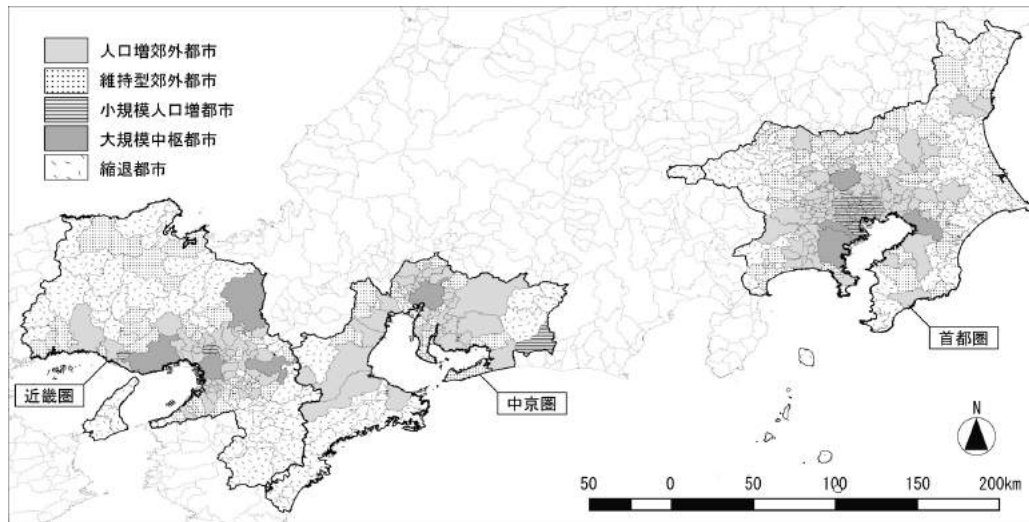 人口増郊外都市
維持型郊外都市
小規模人口増都市
大規模中枢都市
縮退都市
首都圏
近畿圏
中京圏
N
50 0 50 100 150 200km